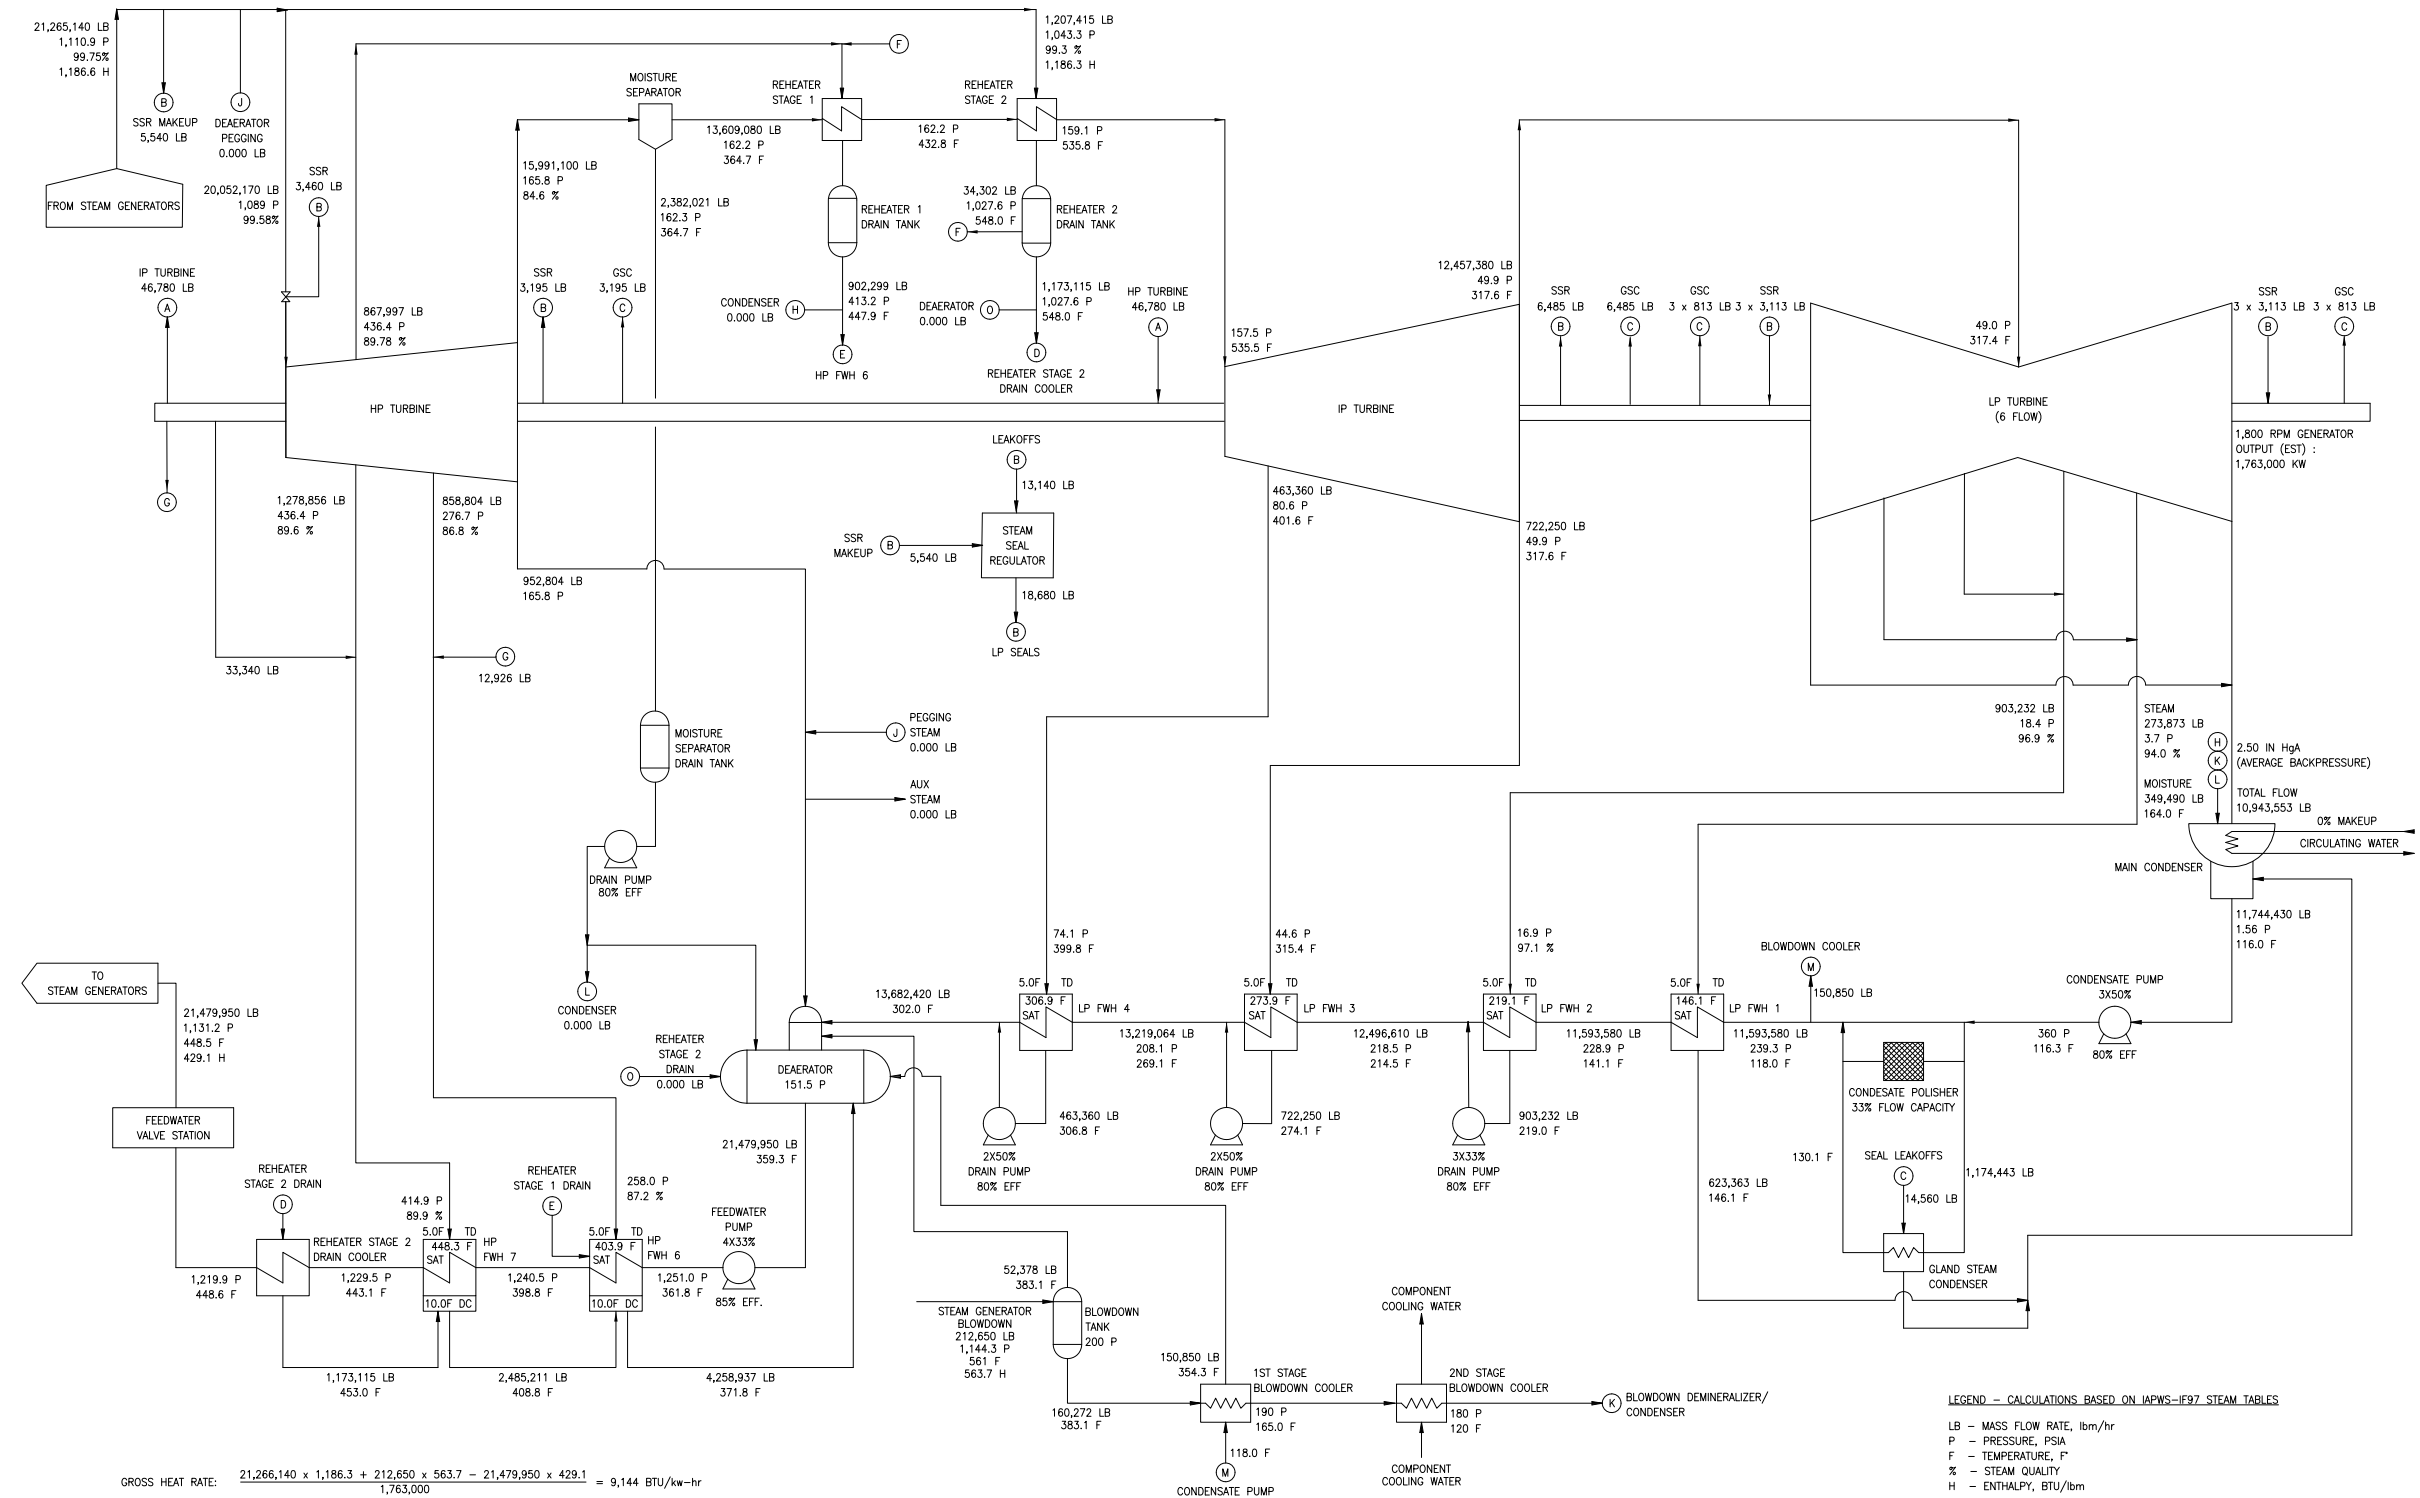 21,265,140 LB
1,110.9 P
99.75%
1,186.6 H
B
SSR MAKEUP
5,540 LB
J
DEAERATOR
PEGGING
0.000 LB
FROM STEAM GENERATORS
20,052,170 LB
1,089 P
99.58%
SSR
3,460 LB
B
IP TURBINE
46,780 LB
A
867,997 LB
436.4 P
89.78 %
F
MOISTURE
SEPARATOR
15,991,100 LB
165.8 P
84.6 %
2,382,021 LB
162.3 P
364.7 F
13,609,080 LB
162.2 P
364.7 F
REHEATER
STAGE 1
162.2 P
432.8 F
REHEATER
STAGE 2
1,207,415 LB
1,043.3 P
99.3 %
1,186.3 H
159.1 P
535.8 F
REHEATER 1
DRAIN TANK
34,302 LB
1,027.6 P
548.0 F
F
REHEATER 2
DRAIN TANK
SSR
3,195 LB
B
GSC
3,195 LB
C
CONDENSER
0.000 LB
H
902,299 LB
413.2 P
447.9 F
E
HP FWH 6
DEAERATOR
0.000 LB
O
1,173,115 LB
1,027.6 P
548.0 F
D
REHEATER STAGE 2
DRAIN COOLER
HP TURBINE
46,780 LB
A
157.5 P
535.5 F
12,457,380 LB
49.9 P
317.6 F
SSR
6,485 LB
B
GSC
6,485 LB
C
GSC
3 x 813 LB
C
SSR
3 x 3,113 LB
B
49.0 P
317.4 F
SSR
3 x 3,113 LB
B
GSC
3 x 813 LB
C
HP TURBINE
IP TURBINE
LP TURBINE
(6 FLOW)
1,800 RPM GENERATOR
OUTPUT (EST) :
1,763,000 KW
G
1,278,856 LB
436.4 P
89.6 %
858,804 LB
276.7 P
86.8 %
952,804 LB
165.8 P
LEAKOFFS
B
13,140 LB
SSR
MAKEUP
B
5,540 LB
STEAM
SEAL
REGULATOR
18,680 LB
B
LP SEALS
463,360 LB
80.6 P
401.6 F
722,250 LB
49.9 P
317.6 F
33,340 LB
G
12,926 LB
MOISTURE
SEPARATOR
DRAIN TANK
J
PEGGING
STEAM
0.000 LB
AUX
STEAM
0.000 LB
903,232 LB
18.4 P
96.9 %
STEAM
273,873 LB
3.7 P
94.0 %
MOISTURE
349,490 LB
164.0 F
H
K
L
2.50 IN HgA
(AVERAGE BACKPRESSURE)
TOTAL FLOW
10,943,553 LB
0% MAKEUP
CIRCULATING WATER
MAIN CONDENSER
DRAIN PUMP
80% EFF
L
CONDENSER
0.000 LB
11,744,430 LB
1.56 P
116.0 F
TO
STEAM GENERATORS
21,479,950 LB
1,131.2 P
448.5 F
429.1 H
FEEDWATER
VALVE STATION
REHEATER
STAGE 2
DRAIN
0.000 LB
O
DEAERATOR
151.5 P
13,682,420 LB
302.0 F
74.1 P
399.8 F
5.0F TD
306.9 F
SAT
LP FWH 4
13,219,064 LB
208.1 P
269.1 F
44.6 P
315.4 F
5.0F TD
273.9 F
SAT
LP FWH 3
12,496,610 LB
218.5 P
214.5 F
16.9 P
97.1 %
5.0F TD
219.1 F
SAT
LP FWH 2
11,593,580 LB
228.9 P
141.1 F
5.0F TD
146.1 F
SAT
LP FWH 1
11,593,580 LB
239.3 P
118.0 F
BLOWDOWN COOLER
M
150,850 LB
CONDENSATE PUMP
3X50%
360 P
116.3 F
80% EFF
CONDESATE POLISHER
33% FLOW CAPACITY
463,360 LB
306.8 F
2X50%
DRAIN PUMP
80% EFF
722,250 LB
274.1 F
2X50%
DRAIN PUMP
80% EFF
903,232 LB
219.0 F
3X33%
DRAIN PUMP
80% EFF
623,363 LB
146.1 F
130.1 F
SEAL LEAKOFFS
C
14,560 LB
1,174,443 LB
GLAND STEAM
CONDENSER
21,479,950 LB
359.3 F
REHEATER
STAGE 2 DRAIN
D
REHEATER STAGE 2
DRAIN COOLER
1,219.9 P
448.6 F
1,229.5 P
443.1 F
414.9 P
89.9 %
5.0F TD
448.3 F
SAT
10.0F DC
HP
FWH 7
1,240.5 P
398.8 F
REHEATER
STAGE 1 DRAIN
E
258.0 P
87.2 %
5.0F TD
403.9 F
SAT
10.0F DC
HP
FWH 6
1,251.0 P
361.8 F
FEEDWATER
PUMP
4X33%
85% EFF.
1,173,115 LB
453.0 F
2,485,211 LB
408.8 F
4,258,937 LB
371.8 F
52,378 LB
383.1 F
STEAM GENERATOR
BLOWDOWN
212,650 LB
1,144.3 P
561 F
563.7 H
BLOWDOWN
TANK
200 P
160,272 LB
383.1 F
150,850 LB
354.3 F
1ST STAGE
BLOWDOWN COOLER
190 P
165.0 F
118.0 F
M
CONDENSATE PUMP
COMPONENT
COOLING WATER
2ND STAGE
BLOWDOWN COOLER
180 P
120 F
COMPONENT
COOLING WATER
K
BLOWDOWN DEMINERALIZER/
CONDENSER
LEGEND – CALCULATIONS BASED ON IAPWS-IF97 STEAM TABLES
LB – MASS FLOW RATE, lbm/hr
P – PRESSURE, PSIA
F – TEMPERATURE, F°
% – STEAM QUALITY
H – ENTHALPY, BTU/lbm
GROSS HEAT RATE: 21,266,140 x 1,186.3 + 212,650 x 563.7 – 21,479,950 x 429.1 = 9,144 BTU/kw-hr
1,763,000